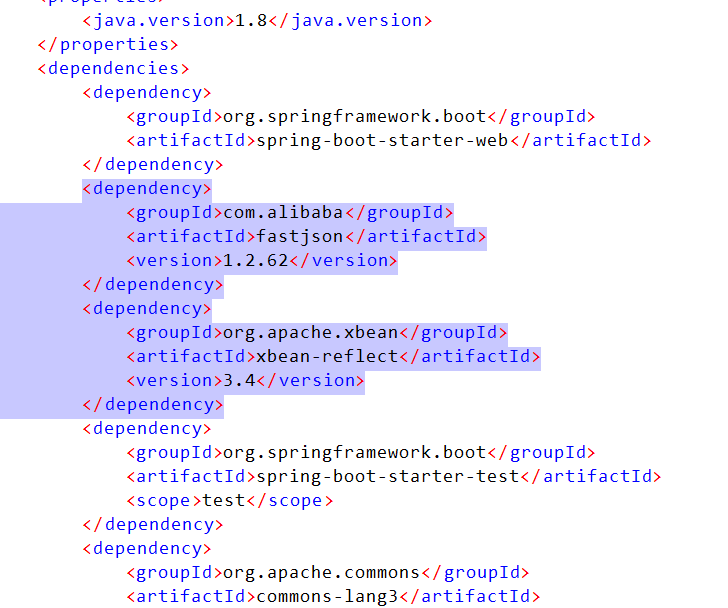 <properties>
<java.version>1.8</java.version>
</properties>
<dependencies>
<dependency>
<groupId>org.springframework.boot</groupId>
<artifactId>spring-boot-starter-web</artifactId>
</dependency>
<dependency>
<groupId>com.alibaba</groupId>
<artifactId>fastjson</artifactId>
<version>1.2.62</version>
</dependency>
<dependency>
<groupId>org.apache.xbean</groupId>
<artifactId>xbean-reflect</artifactId>
<version>3.4</version>
</dependency>
<dependency>
<groupId>org.springframework.boot</groupId>
<artifactId>spring-boot-starter-test</artifactId>
<scope>test</scope>
</dependency>
<dependency>
<groupId>org.apache.commons</groupId>
<artifactId>commons-lang3</artifactId>